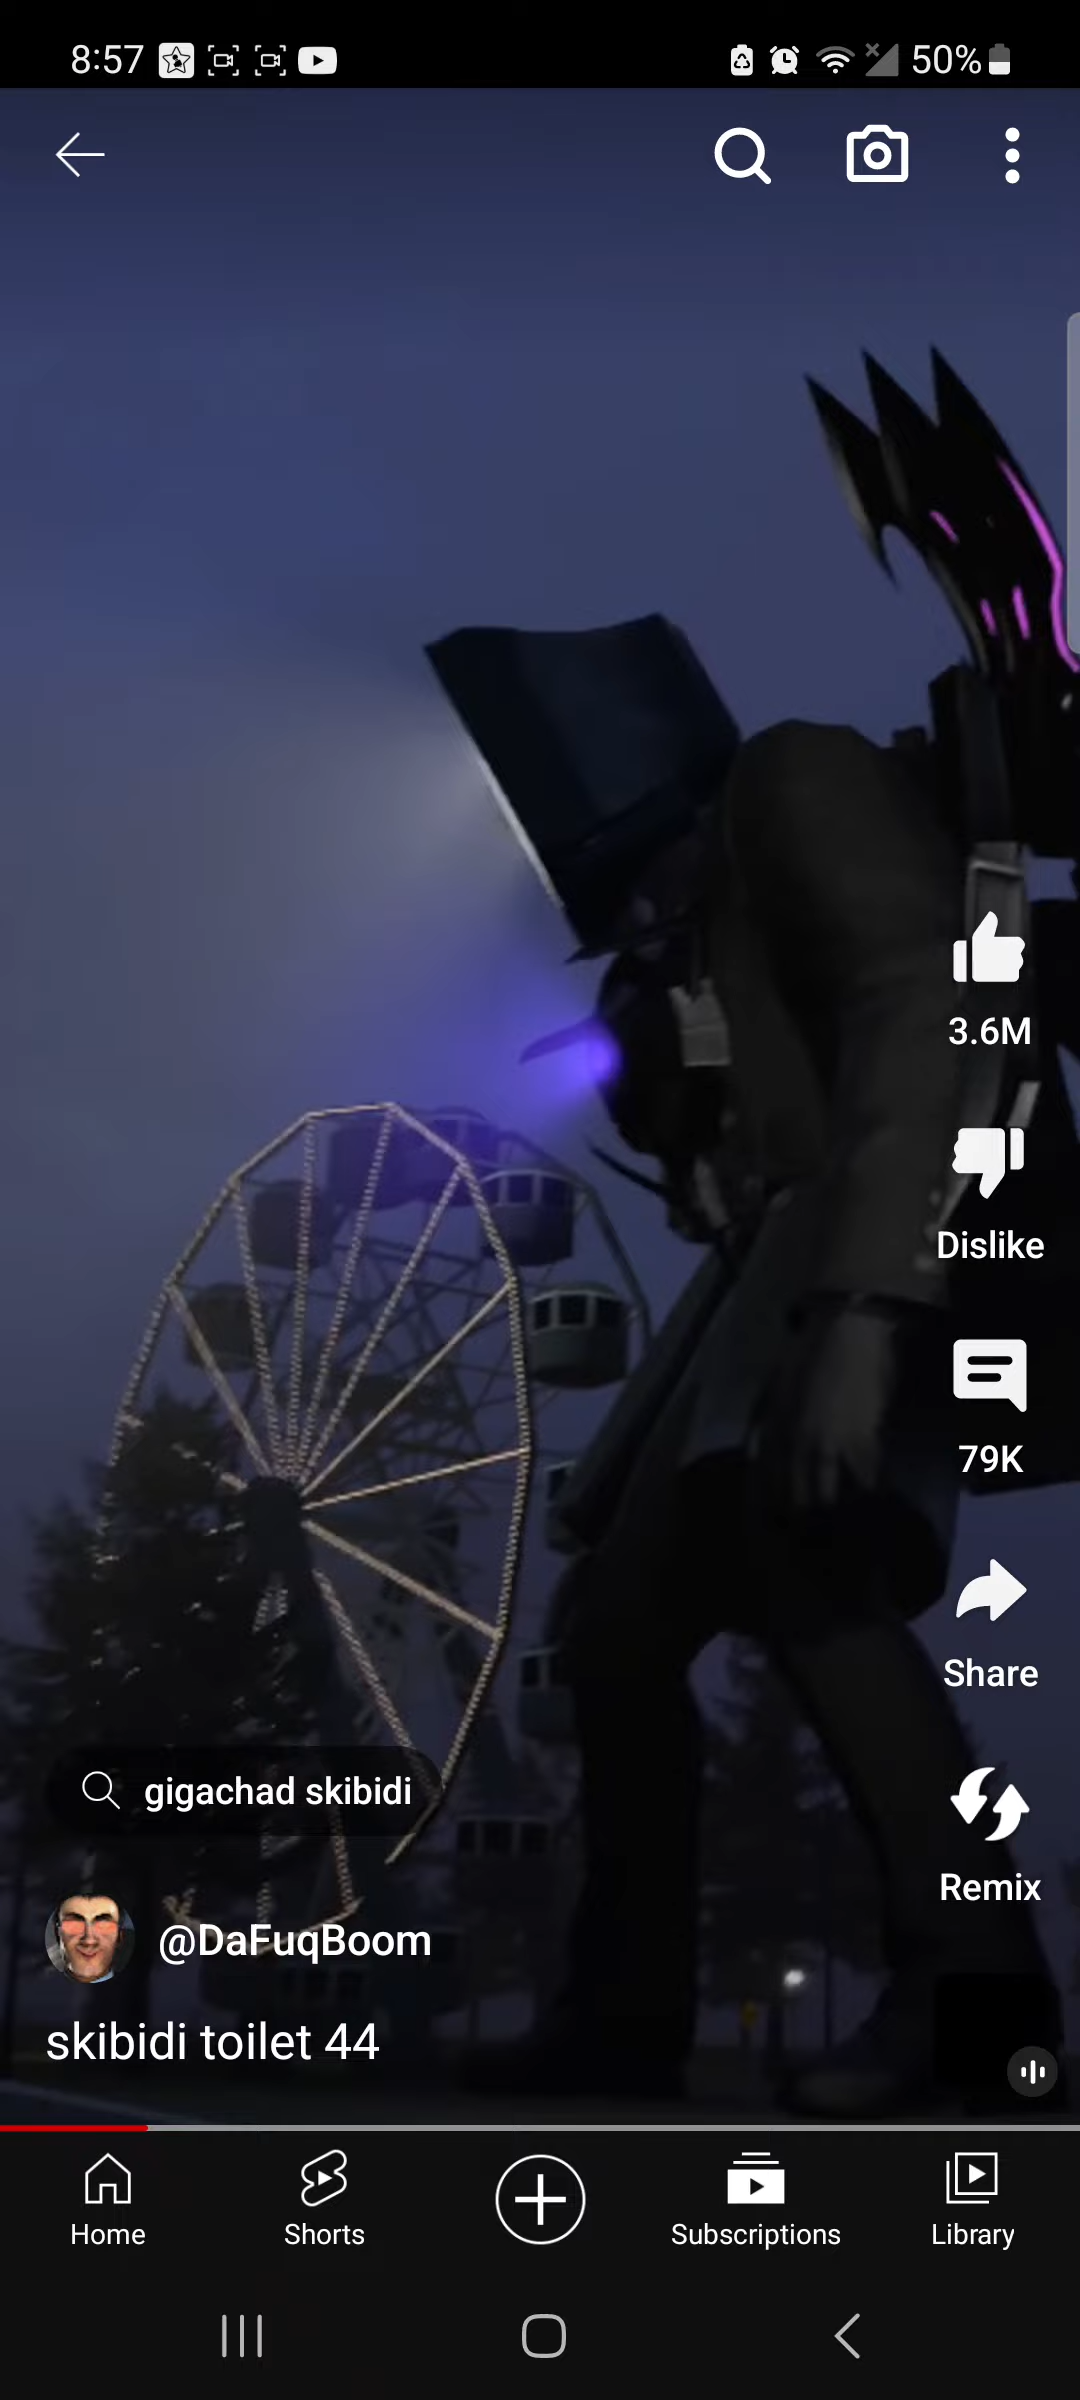 8:57
50%
3.6M
Dislike
79K
Share
gigachad skibidi
Remix
@DaFuqBoom
skibidi toilet 44
Home
Shorts
Subscriptions
Library